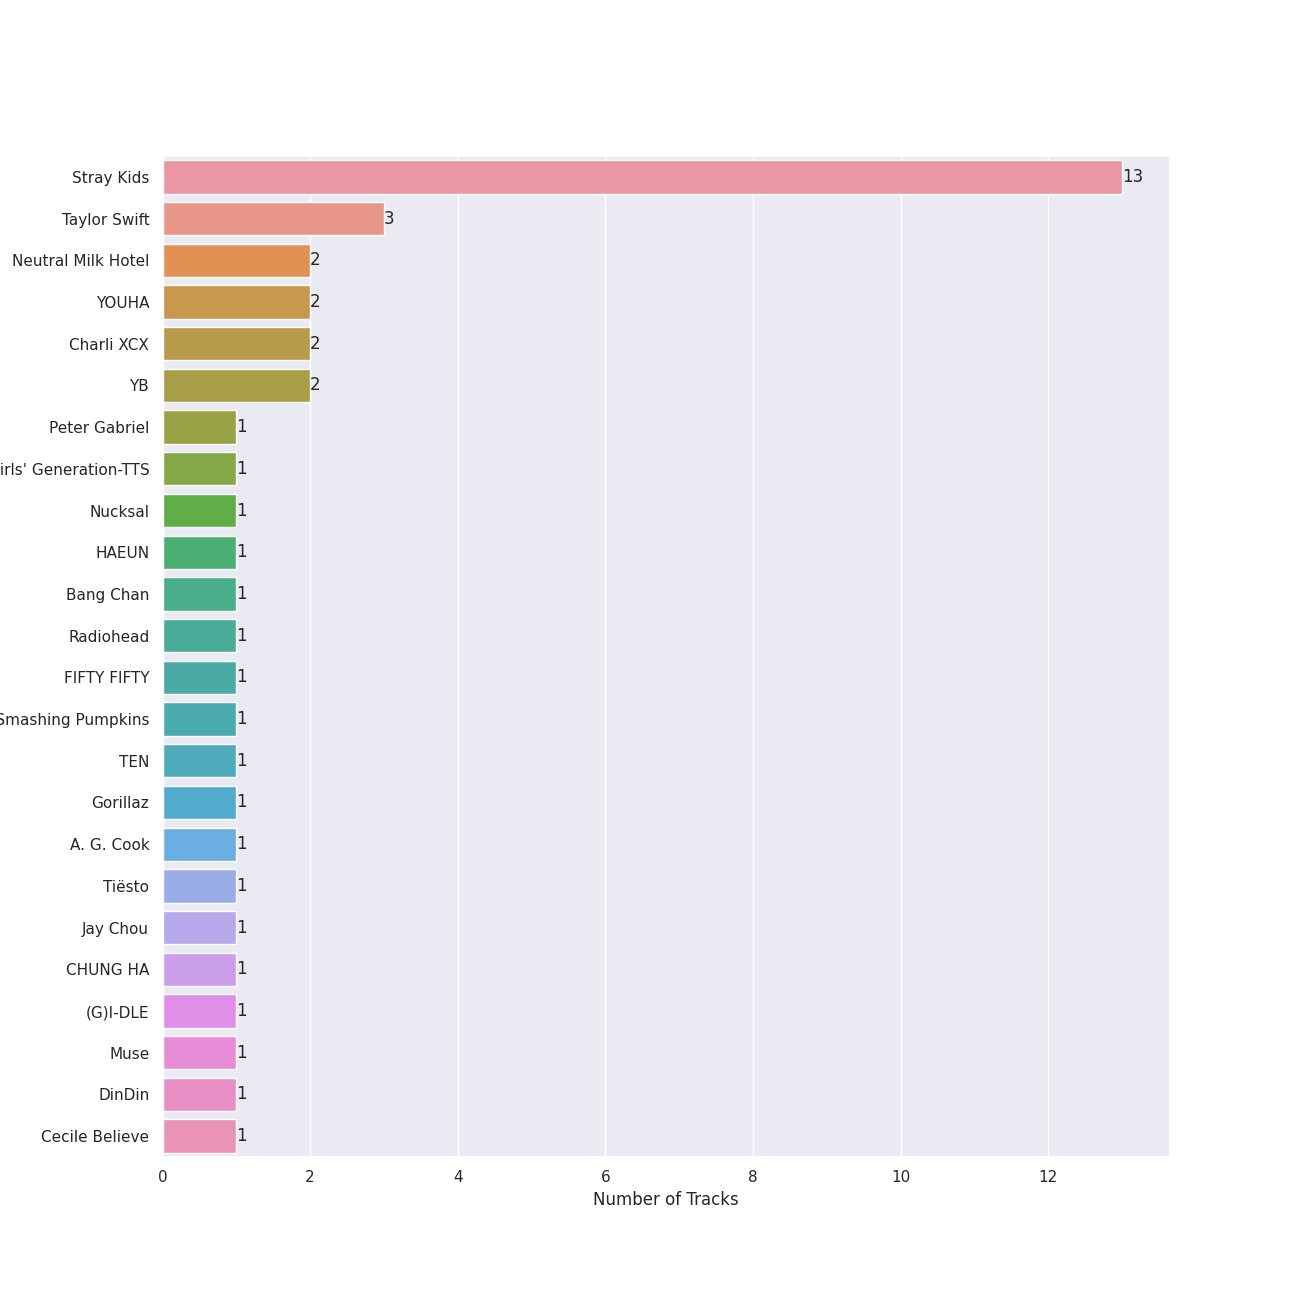 Stray Kids 13
Taylor Swift 3
Neutral Milk Hotel 2
YOUHA 2
Charli XCX 2
YB 2
Peter Gabriel 1
irls' Generation-TTS 1
Nucksal 1
HAEUN 1
Bang Chan 1
Radiohead 1
FIFTY FIFTY 1
Smashing Pumpkins 1
TEN 1
Gorillaz 1
A. G. Cook 1
Tiësto 1
Jay Chou 1
CHUNG HA 1
(G)I-DLE 1
Muse 1
DinDin 1
Cecile Believe 1
0 2 4 6 8 10 12
Number of Tracks